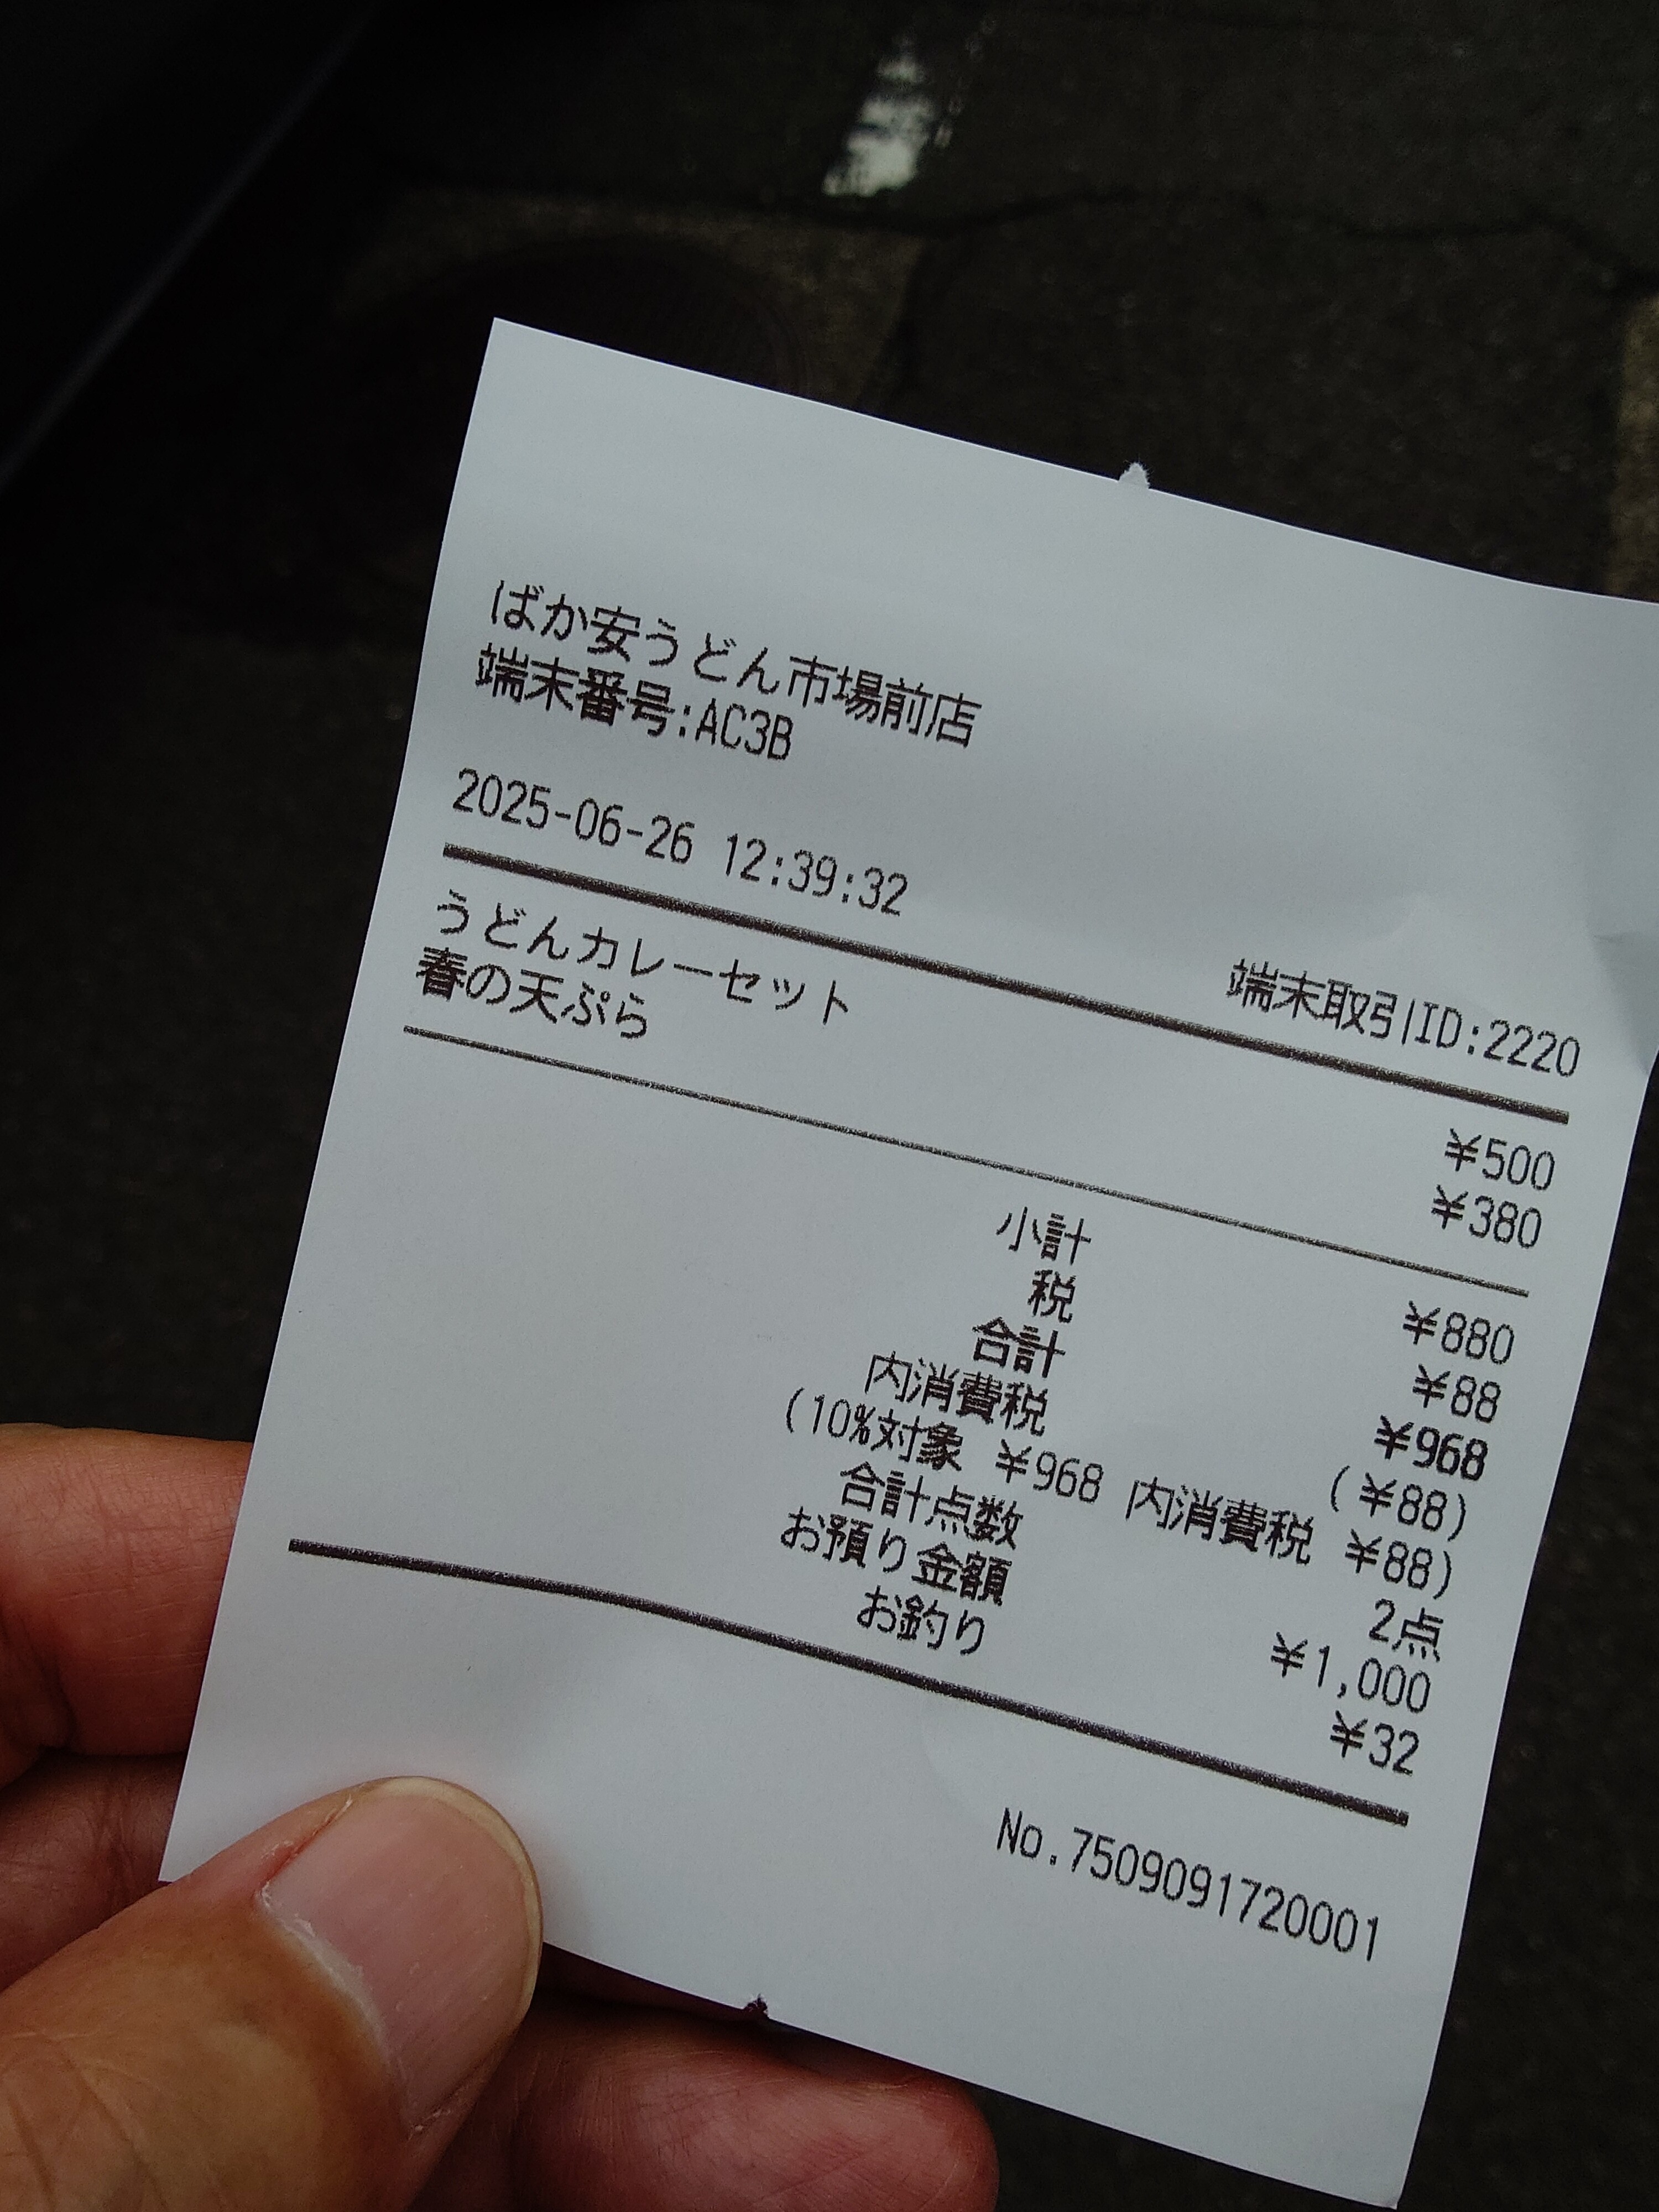 ばか安うどん市場前店
端末番号:AC3B
2025-06-26 12:39:32
端末取引ID:2220
うどんカレーセット ¥500
春の天ぷら ¥380
小計 ¥880
税 ¥88
合計 ¥968
内消費税 (¥88)
(10%対象 ¥968 内消費税 ¥88)
合計点数 2点
お預り金額 ¥1,000
お釣り ¥32
No.7509091720001